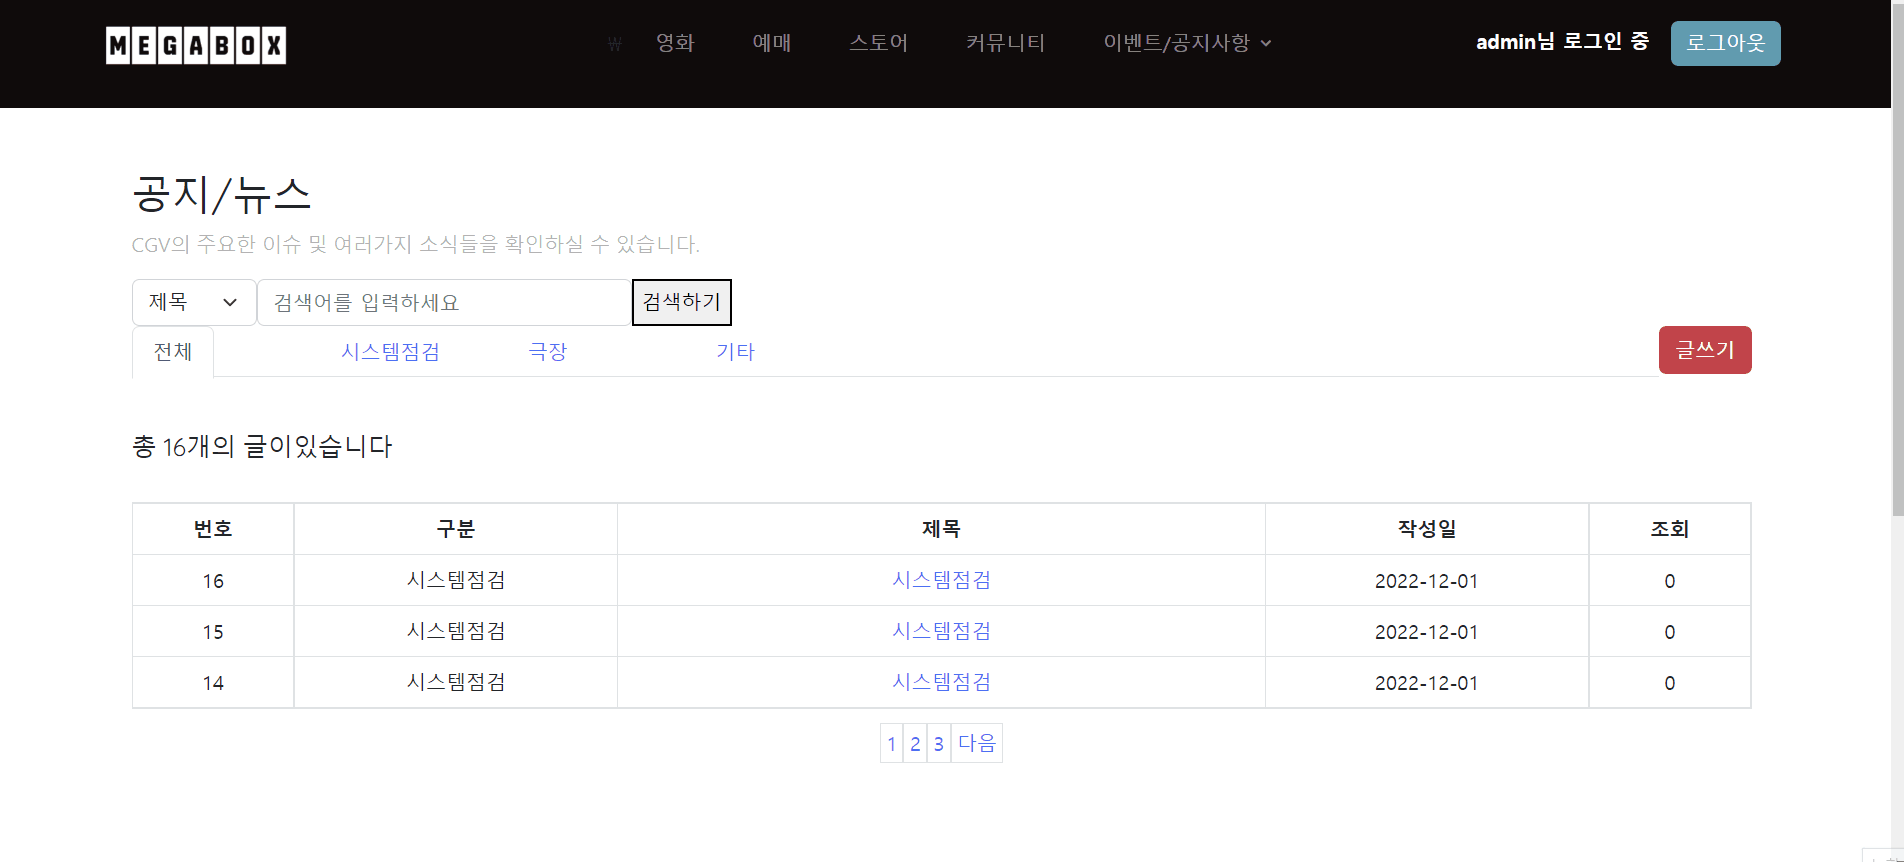 MEGABOX ₩ 영화 예매 스토어 커뮤니티 이벤트/공지사항 admin님 로그인 중 로그아웃
공지/뉴스
CGV의 주요한 이슈 및 여러가지 소식들을 확인하실 수 있습니다.
제목 검색어를 입력하세요 검색하기
전체 시스템점검 극장 기타 글쓰기
총 16개의 글이있습니다
번호 구분 제목 작성일 조회
16 시스템점검 시스템점검 2022-12-01 0
15 시스템점검 시스템점검 2022-12-01 0
14 시스템점검 시스템점검 2022-12-01 0
1 2 3 다음